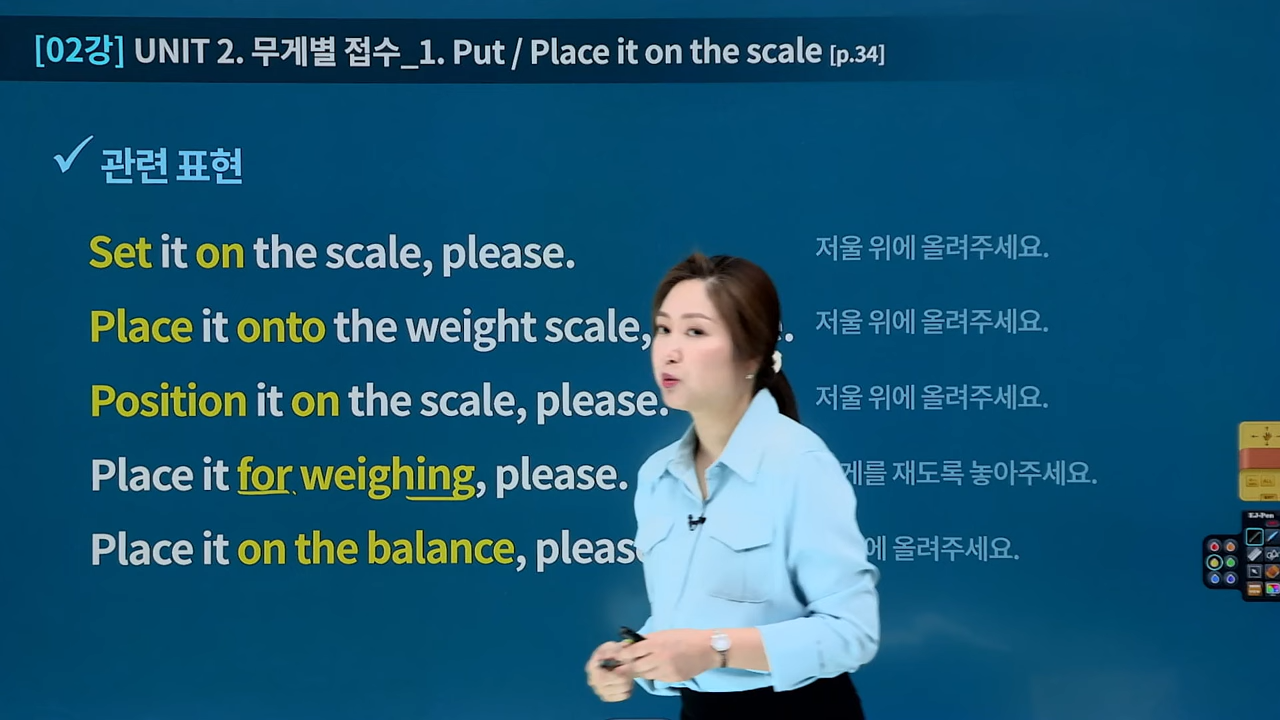 [02강] UNIT 2. 무게별 접수_1. Put / Place it on the scale [p.34]
관련 표현
Set it on the scale, please.
저울 위에 올려주세요.
Place it onto the weight scale,
저울 위에 올려주세요.
Position it on the scale, please.
저울 위에 올려주세요.
Place it for weighing, please.
재도록 놓아주세요.
Place it on the balance,
올려주세요.